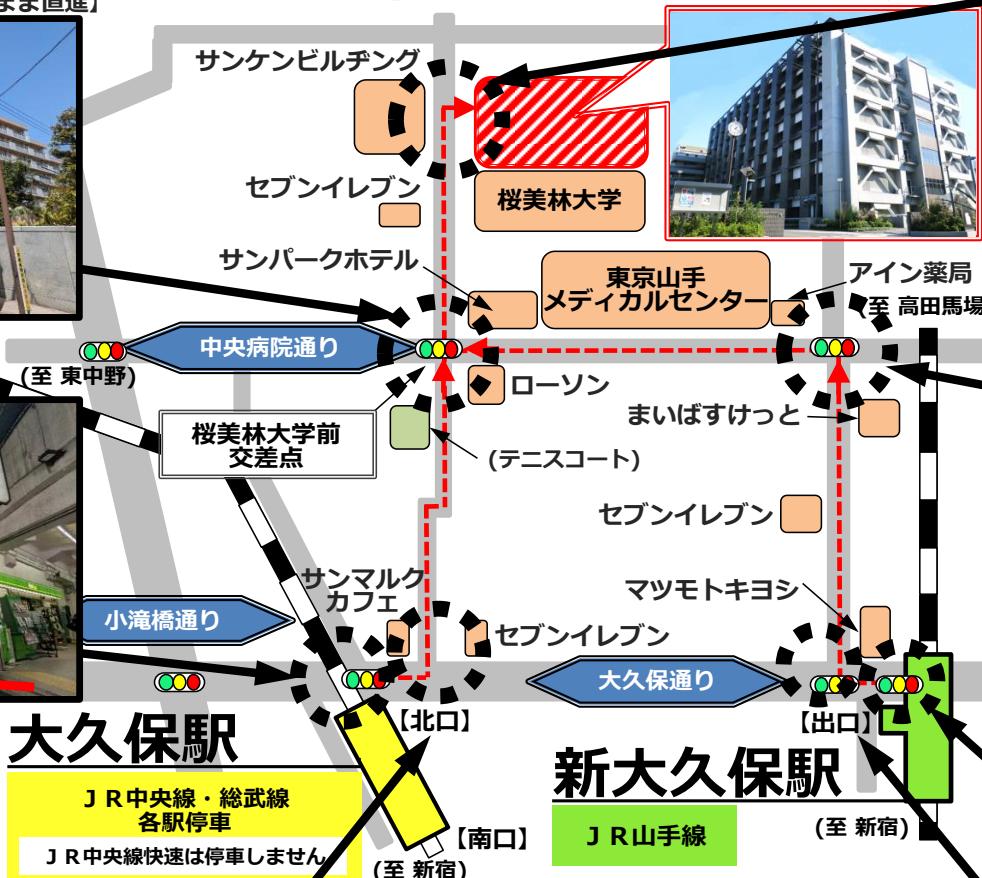 まま直進】
サンケンビルヂング
セブンイレブン
桜美林大学
サンパークホテル
東京山手
メディカルセンター
アイン薬局
(至 高田馬場
中央病院通り
(至 東中野)
ローソン
まいばすけっと
桜美林大学前
交差点
(テニスコート)
セブンイレブン
サンマルク
カフェ
マツモトキヨシ
小滝橋通り
セブンイレブン
大久保通り
【北口】
【出口】
大久保駅
新大久保駅
ＪＲ中央線・総武線
各駅停車
ＪＲ中央線快速は停車しません
【南口】
(至 新宿)
ＪＲ山手線
(至 新宿)